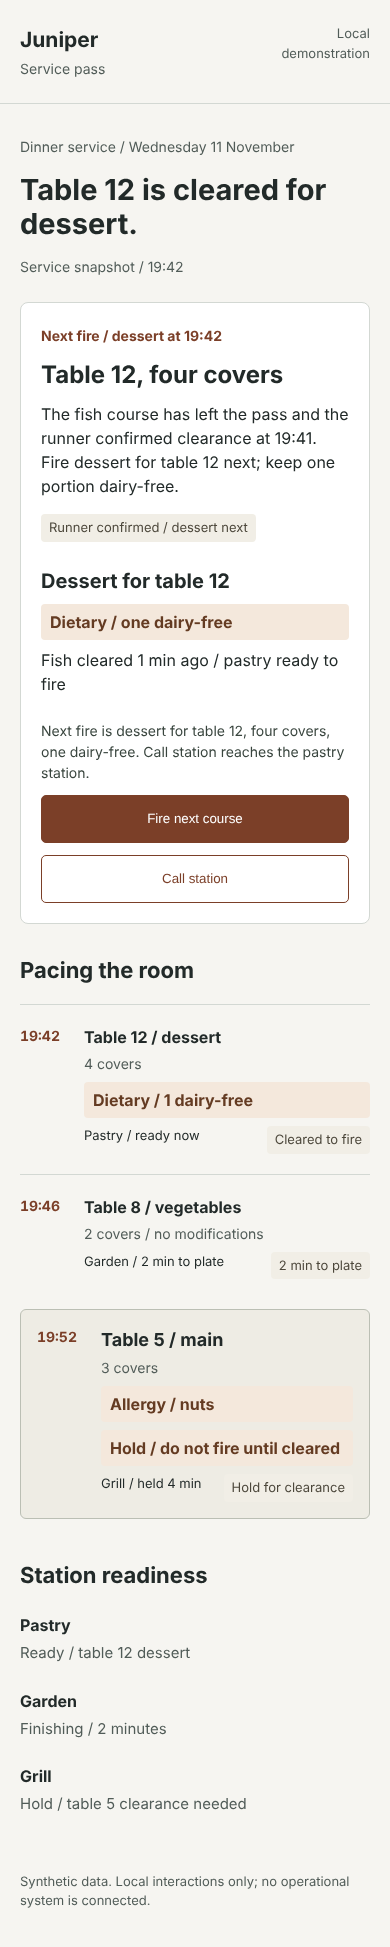 Juniper
Service pass
Local
demonstration
Dinner service / Wednesday 11 November
Table 12 is cleared for
dessert.
Service snapshot / 19:42
Next fire / dessert at 19:42
Table 12, four covers
The fish course has left the pass and the
runner confirmed clearance at 19:41.
Fire dessert for table 12 next; keep one
portion dairy-free.
Runner confirmed / dessert next
Dessert for table 12
Dietary / one dairy-free
Fish cleared 1 min ago / pastry ready to
fire
Next fire is dessert for table 12, four covers,
one dairy-free. Call station reaches the pastry
station.
Fire next course
Call station
Pacing the room
19:42
Table 12 / dessert
4 covers
Dietary / 1 dairy-free
Pastry / ready now
Cleared to fire
19:46
Table 8 / vegetables
2 covers / no modifications
Garden / 2 min to plate
2 min to plate
19:52
Table 5 / main
3 covers
Allergy / nuts
Hold / do not fire until cleared
Grill / held 4 min
Hold for clearance
Station readiness
Pastry
Ready / table 12 dessert
Garden
Finishing / 2 minutes
Grill
Hold / table 5 clearance needed
Synthetic data. Local interactions only; no operational
system is connected.